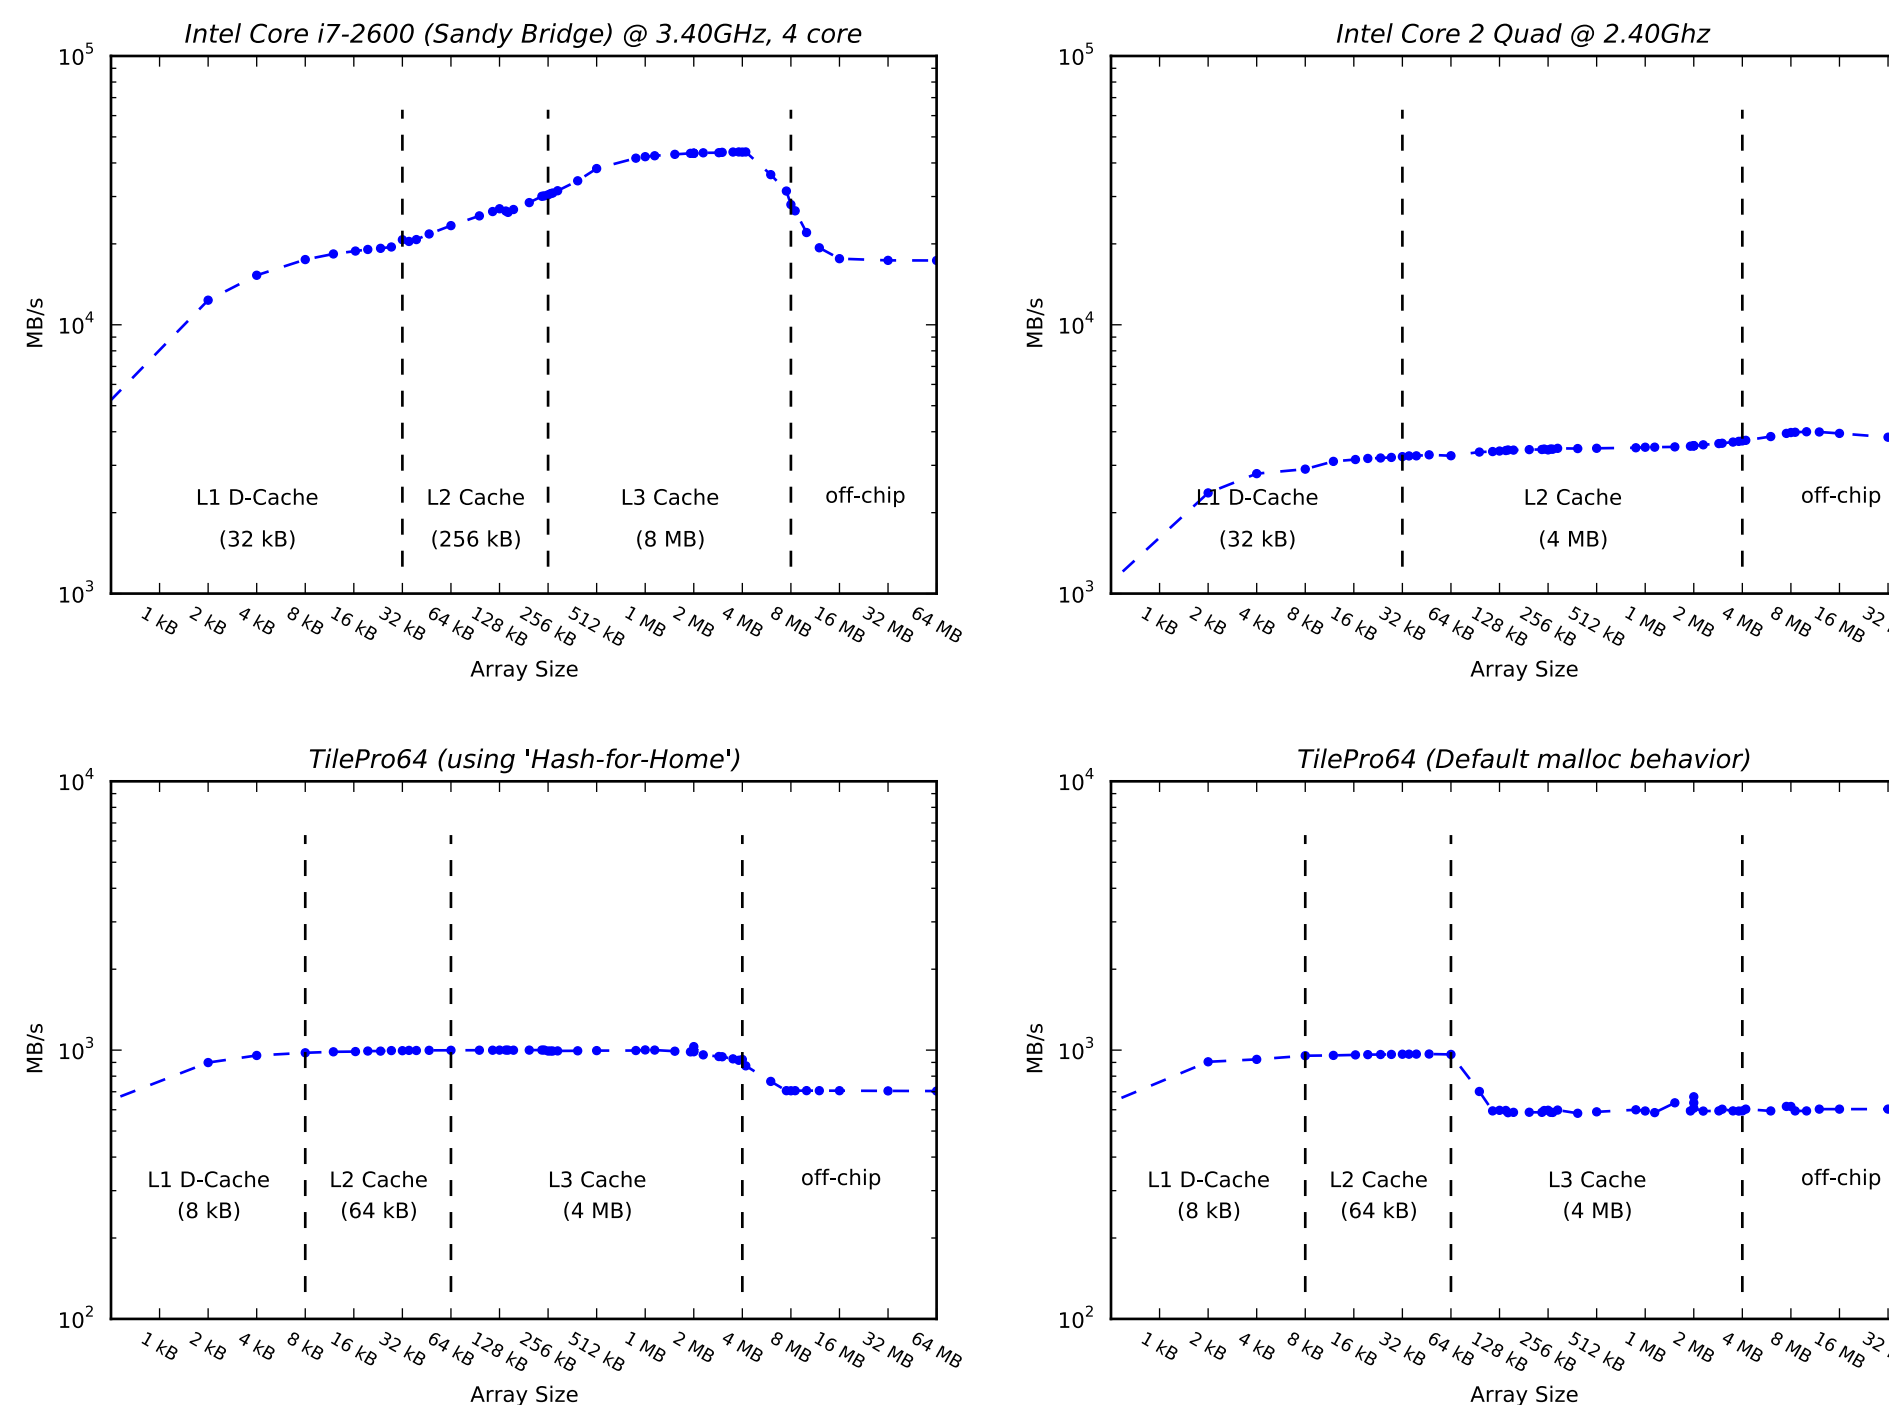 Intel Core i7-2600 (Sandy Bridge) @ 3.40GHz, 4 core
10^5
10^4
10^3
MB/s
L1 D-Cache
(32 kB)
L2 Cache
(256 kB)
L3 Cache
(8 MB)
off-chip
1 kB 2 kB 4 kB 8 kB 16 kB 32 kB 64 kB 128 kB 256 kB 512 kB 1 MB 2 MB 4 MB 8 MB 16 MB 32 MB 64 MB
Array Size
Intel Core 2 Quad @ 2.40Ghz
10^5
10^4
10^3
MB/s
L1 D-Cache
(32 kB)
L2 Cache
(4 MB)
off-chip
1 kB 2 kB 4 kB 8 kB 16 kB 32 kB 64 kB 128 kB 256 kB 512 kB 1 MB 2 MB 4 MB 8 MB 16 MB 32
Array Size
TilePro64 (using 'Hash-for-Home')
10^4
10^3
10^2
MB/s
L1 D-Cache
(8 kB)
L2 Cache
(64 kB)
L3 Cache
(4 MB)
off-chip
1 kB 2 kB 4 kB 8 kB 16 kB 32 kB 64 kB 128 kB 256 kB 512 kB 1 MB 2 MB 4 MB 8 MB 16 MB 32 MB 64 MB
Array Size
TilePro64 (Default malloc behavior)
10^4
10^3
10^2
MB/s
L1 D-Cache
(8 kB)
L2 Cache
(64 kB)
L3 Cache
(4 MB)
off-chip
1 kB 2 kB 4 kB 8 kB 16 kB 32 kB 64 kB 128 kB 256 kB 512 kB 1 MB 2 MB 4 MB 8 MB 16 MB 32
Array Size